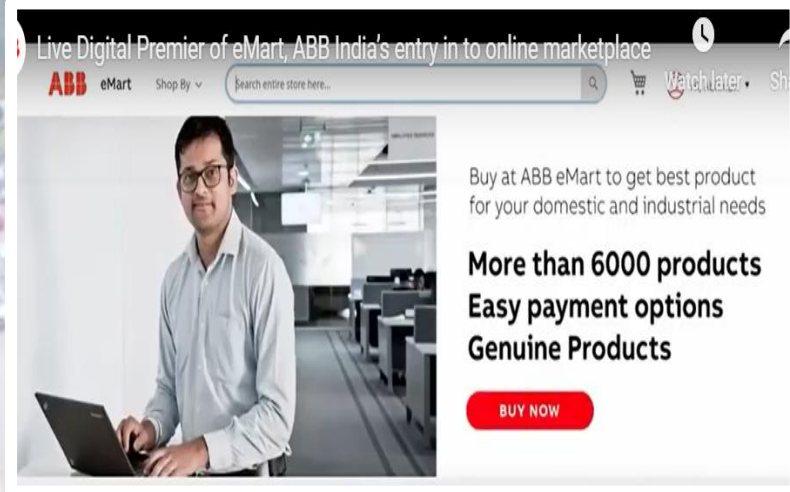 Live Digital Premier of eMart, ABB India's entry in to online marketplace
Watch later
Sh
ABB eMart Shop By Search entire store here...
Buy at ABB eMart to get best product
for your domestic and industrial needs
More than 6000 products
Easy payment options
Genuine Products
BUY NOW